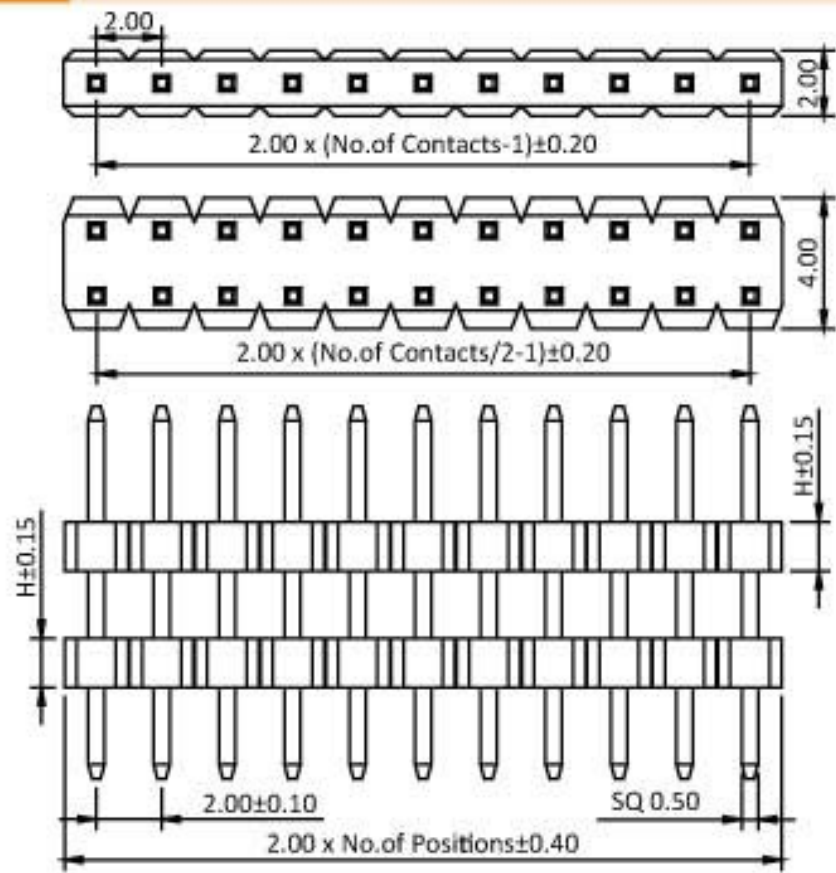 2.00
2.00
2.00 x (No.of Contacts-1)±0.20
4.00
2.00 x (No.of Contacts/2-1)±0.20
H±0.15
H±0.15
2.00±0.10
SQ 0.50
2.00 x No.of Positions±0.40